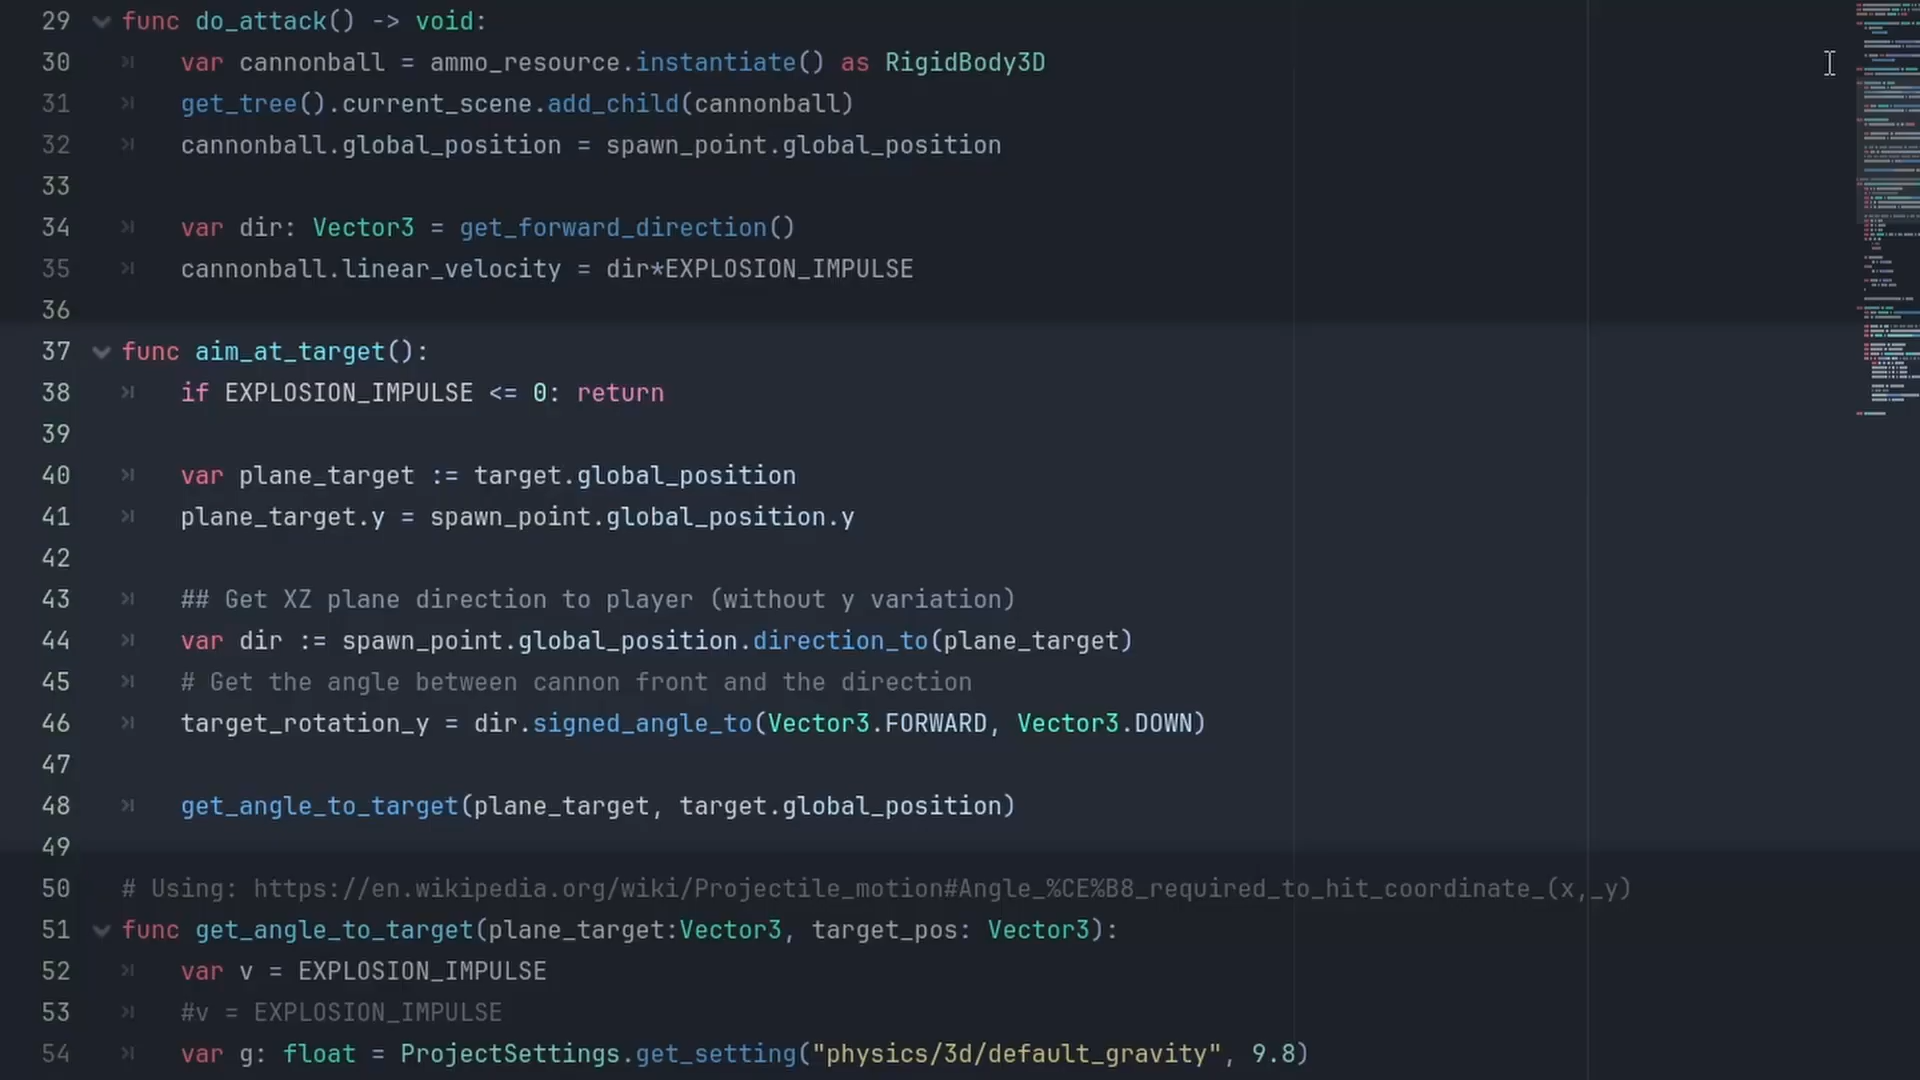 29 func do_attack() -> void:
30 var cannonball = ammo_resource.instantiate() as RigidBody3D
31 get_tree().current_scene.add_child(cannonball)
32 cannonball.global_position = spawn_point.global_position
33
34 var dir: Vector3 = get_forward_direction()
35 cannonball.linear_velocity = dir*EXPLOSION_IMPULSE
36
37 func aim_at_target():
38 if EXPLOSION_IMPULSE <= 0: return
39
40 var plane_target := target.global_position
41 plane_target.y = spawn_point.global_position.y
42
43 ## Get XZ plane direction to player (without y variation)
44 var dir := spawn_point.global_position.direction_to(plane_target)
45 # Get the angle between cannon front and the direction
46 target_rotation_y = dir.signed_angle_to(Vector3.FORWARD, Vector3.DOWN)
47
48 get_angle_to_target(plane_target, target.global_position)
49
50 # Using: https://en.wikipedia.org/wiki/Projectile_motion#Angle_%CE%B8_required_to_hit_coordinate_(x,_y)
51 func get_angle_to_target(plane_target:Vector3, target_pos: Vector3):
52 var v = EXPLOSION_IMPULSE
53 #v = EXPLOSION_IMPULSE
54 var g: float = ProjectSettings.get_setting("physics/3d/default_gravity", 9.8)